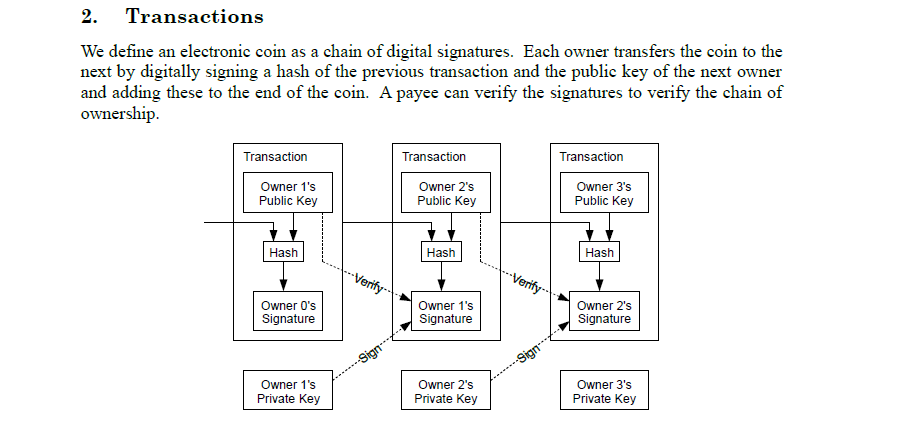 2. Transactions
We define an electronic coin as a chain of digital signatures. Each owner transfers the coin to the
next by digitally signing a hash of the previous transaction and the public key of the next owner
and adding these to the end of the coin. A payee can verify the signatures to verify the chain of
ownership.
Transaction
Owner 1's
Public Key
Hash
Owner 0's
Signature
Transaction
Owner 2's
Public Key
Hash
Owner 1's
Signature
Transaction
Owner 3's
Public Key
Hash
Owner 2's
Signature
Verify
Verify
Sign
Sign
Owner 1's
Private Key
Owner 2's
Private Key
Owner 3's
Private Key